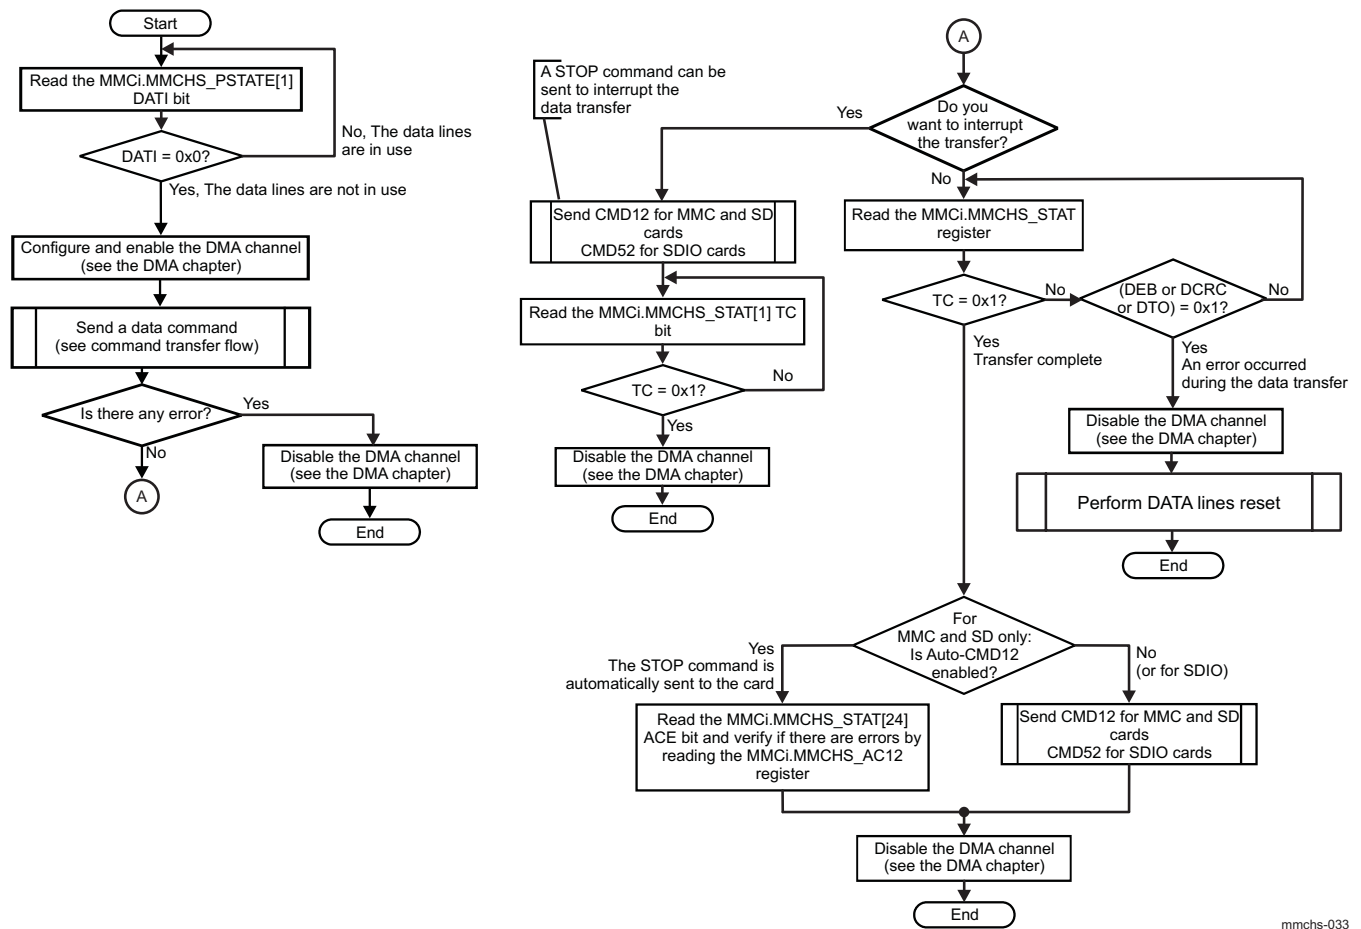 Start
Read the MMCi.MMCHS_PSTATE[1]
DATI bit
DATI = 0x0?
No, The data lines
are in use
Yes, The data lines are not in use
Configure and enable the DMA channel
(see the DMA chapter)
Send a data command
(see command transfer flow)
Is there any error?
Yes
No
A
Disable the DMA channel
(see the DMA chapter)
End
A STOP command can be
sent to interrupt the
data transfer
A
Do you
want to interrupt
the transfer?
Yes
No
Send CMD12 for MMC and SD
cards
CMD52 for SDIO cards
Read the MMCi.MMCHS_STAT[1] TC
bit
TC = 0x1?
No
Yes
Disable the DMA channel
(see the DMA chapter)
End
Read the MMCi.MMCHS_STAT
register
TC = 0x1?
No
(DEB or DCRC
or DTO) = 0x1?
No
Yes
Transfer complete
Yes
An error occurred
during the data transfer
Disable the DMA channel
(see the DMA chapter)
Perform DATA lines reset
End
For
MMC and SD only:
Is Auto-CMD12
enabled?
Yes
The STOP command is
automatically sent to the card
No
(or for SDIO)
Read the MMCi.MMCHS_STAT[24]
ACE bit and verify if there are errors by
reading the MMCi.MMCHS_AC12
register
Send CMD12 for MMC and SD
cards
CMD52 for SDIO cards
Disable the DMA channel
(see the DMA chapter)
End
mmchs-033